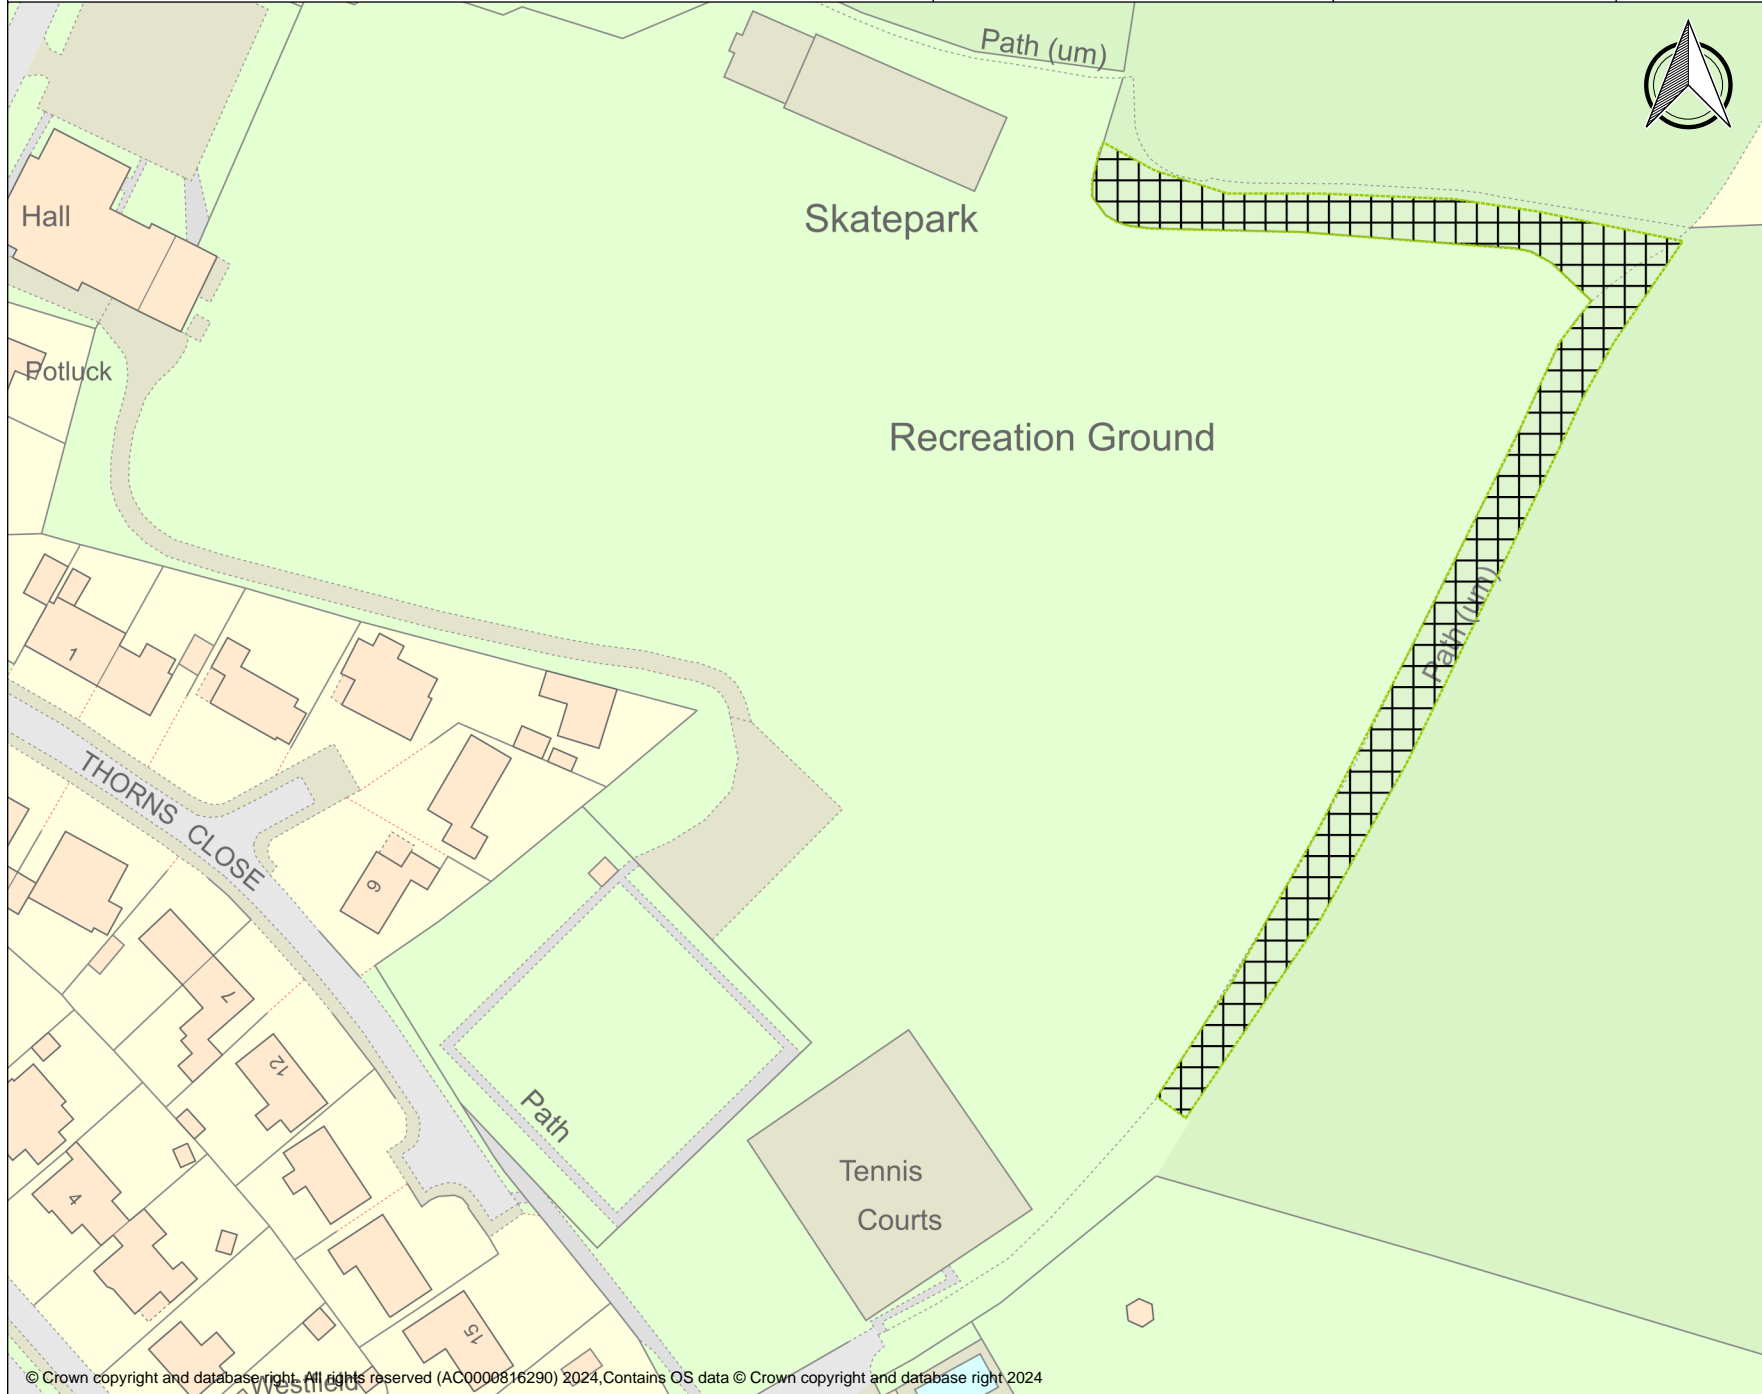 Path (um)
Hall
Skatepark
Potluck
Recreation Ground
Path (um)
1
THORNS CLOSE
6
7
12
Path
4
Tennis
Courts
15
Westfield
© Crown copyright and database right. All rights reserved (AC0000816290) 2024,Contains OS data © Crown copyright and database right 2024